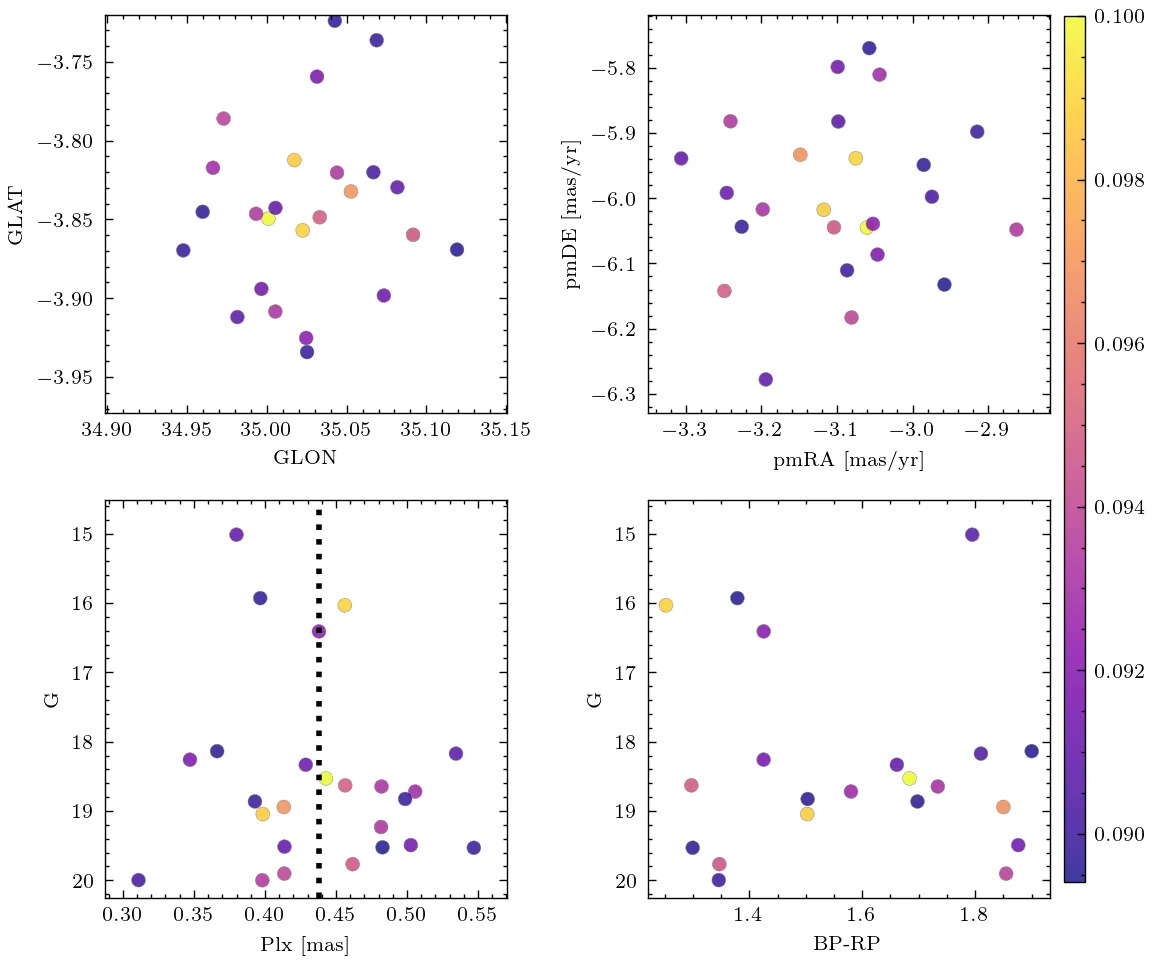 −3.75
−3.80
−3.85
−3.90
−3.95
GLAT
34.90 34.95 35.00 35.05 35.10 35.15
GLON
−5.8
−5.9
−6.0
−6.1
−6.2
−6.3
pmDE [mas/yr]
−3.3 −3.2 −3.1 −3.0 −2.9
pmRA [mas/yr]
0.100
0.098
0.096
0.094
0.092
0.090
15
16
17
18
19
20
G
0.30 0.35 0.40 0.45 0.50 0.55
Plx [mas]
15
16
17
18
19
20
G
1.4 1.6 1.8
BP-RP